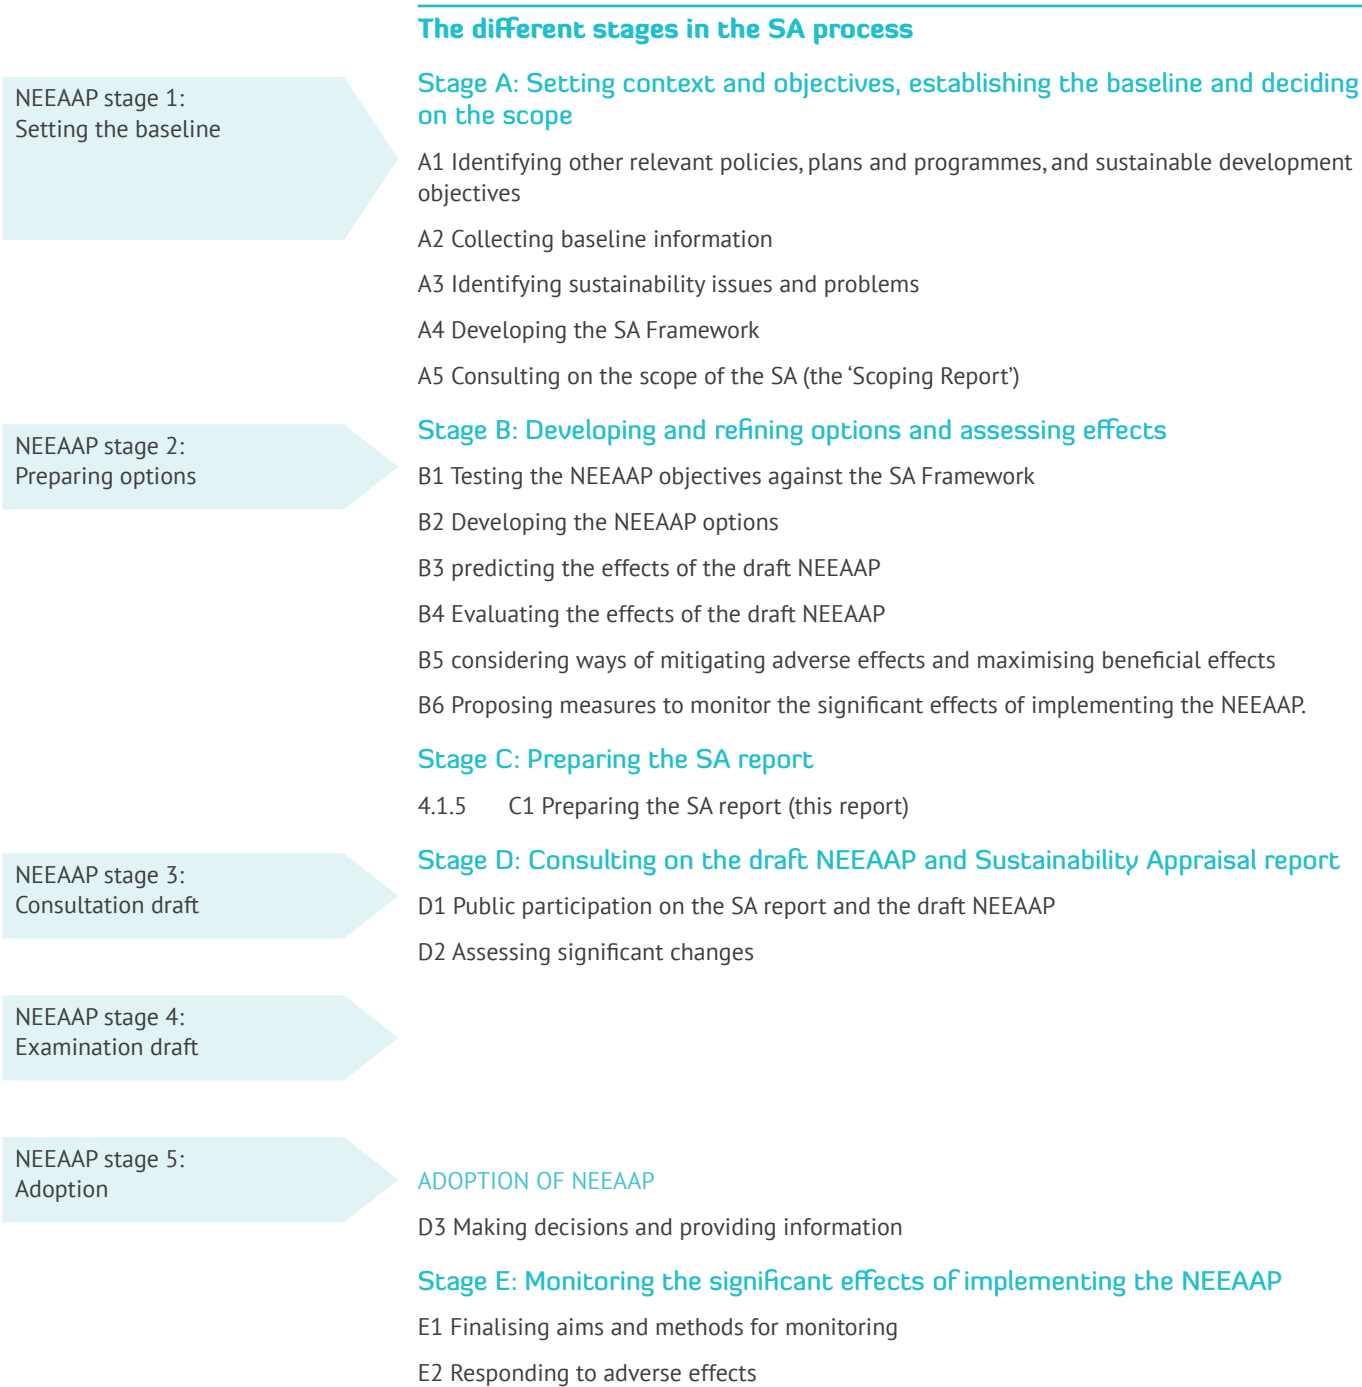 The different stages in the SA process
NEEAAP stage 1:
Setting the baseline
Stage A: Setting context and objectives, establishing the baseline and deciding
on the scope
A1 Identifying other relevant policies, plans and programmes, and sustainable development
objectives
A2 Collecting baseline information
A3 Identifying sustainability issues and problems
A4 Developing the SA Framework
A5 Consulting on the scope of the SA (the ‘Scoping Report’)
NEEAAP stage 2:
Preparing options
Stage B: Developing and refining options and assessing effects
B1 Testing the NEEAAP objectives against the SA Framework
B2 Developing the NEEAAP options
B3 predicting the effects of the draft NEEAAP
B4 Evaluating the effects of the draft NEEAAP
B5 considering ways of mitigating adverse effects and maximising beneficial effects
B6 Proposing measures to monitor the significant effects of implementing the NEEAAP.
Stage C: Preparing the SA report
4.1.5 C1 Preparing the SA report (this report)
NEEAAP stage 3:
Consultation draft
Stage D: Consulting on the draft NEEAAP and Sustainability Appraisal report
D1 Public participation on the SA report and the draft NEEAAP
D2 Assessing significant changes
NEEAAP stage 4:
Examination draft
NEEAAP stage 5:
Adoption
ADOPTION OF NEEAAP
D3 Making decisions and providing information
Stage E: Monitoring the significant effects of implementing the NEEAAP
E1 Finalising aims and methods for monitoring
E2 Responding to adverse effects